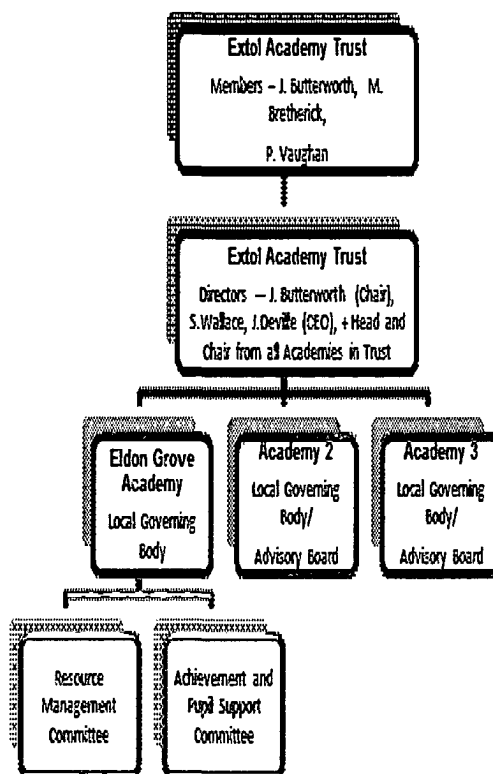 Extol Academy Trust
Members – J. Butterworth, M.
Bretherick,
P. Vaughan
Extol Academy Trust
Directors – J. Butterworth (Chair),
S.Wallace, J.Deville (CEO), + Head and
Chair from all Academies in Trust
Eldon Grove
Academy
Local Governing
Body
Academy 2
Local Governing
Body/
Advisory Board
Academy 3
Local Governing
Body/
Advisory Board
Resource
Management
Committee
Achievement and
Pupil Support
Committee